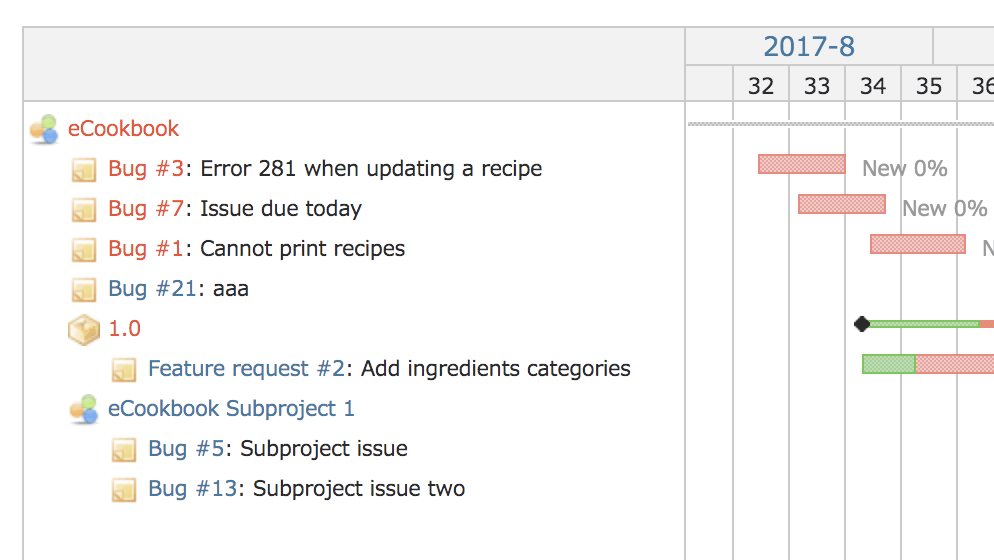 2017-8
32 33 34 35 36
eCookbook
Bug #3: Error 281 when updating a recipe New 0%
Bug #7: Issue due today New 0%
Bug #1: Cannot print recipes N
Bug #21: aaa
1.0
Feature request #2: Add ingredients categories
eCookbook Subproject 1
Bug #5: Subproject issue
Bug #13: Subproject issue two